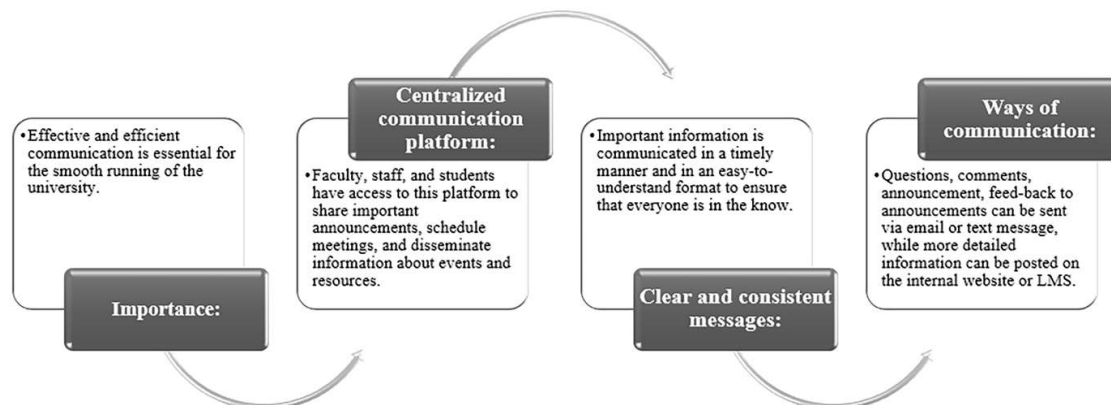 • Effective and efficient
communication is essential for
the smooth running of the
university.
Importance:
Centralized
communication
platform:
• Faculty, staff, and students
have access to this platform to
share important
announcements, schedule
meetings, and disseminate
information about events and
resources.
• Important information is
communicated in a timely
manner and in an easy-to-
understand format to ensure
that everyone is in the know.
Clear and consistent
messages:
Ways of
communication:
• Questions, comments,
announcement, feed-back to
announcements can be sent
via email or text message,
while more detailed
information can be posted on
the internal website or LMS.